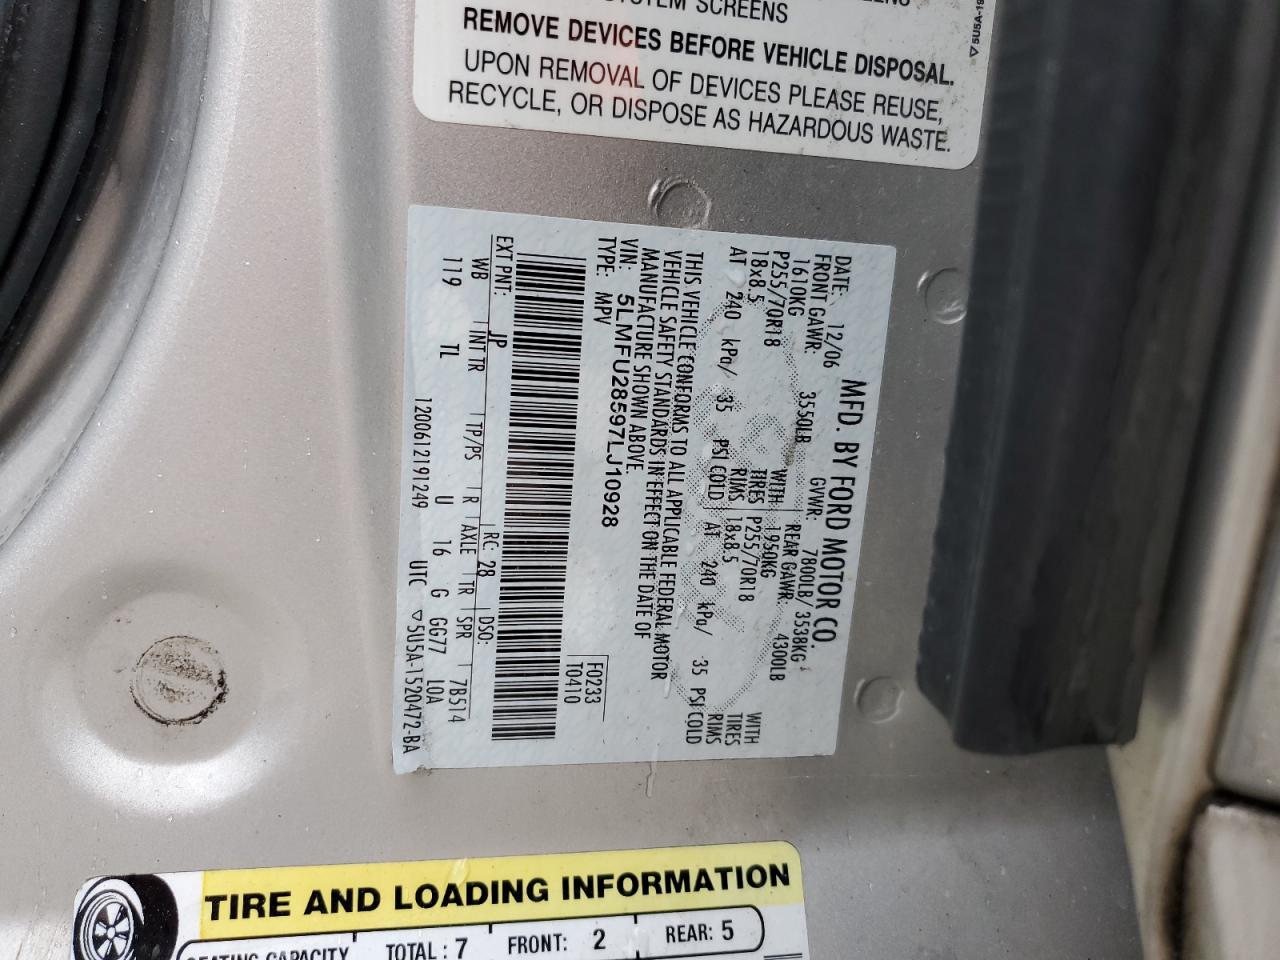 SYSTEM SCREENS
REMOVE DEVICES BEFORE VEHICLE DISPOSAL.
UPON REMOVAL OF DEVICES PLEASE REUSE,
RECYCLE, OR DISPOSE AS HAZARDOUS WASTE.
MFD. BY FORD MOTOR CO.
DATE: 12/06 GVWR: 7800LB/ 3538KG
FRONT GAWR: 3550LB REAR GAWR: 4300LB
1610KG WITH 1950KG WITH
P255/70R18 TIRES P255/70R18 TIRES
18x8.5 RIMS 18x8.5 RIMS
AT 240 kPa/ 35 PSI COLD AT 240 kPa/ 35 PSI COLD
THIS VEHICLE CONFORMS TO ALL APPLICABLE FEDERAL MOTOR
VEHICLE SAFETY STANDARDS IN EFFECT ON THE DATE OF
MANUFACTURE SHOWN ABOVE.
VIN: 5LMFU28597LJ10928
TYPE: MPV
F0233
T0410
EXT PNT: JP RC: 28 DSO:
WB INT TR TP/PS R AXLE TR SPR 7B514
119 TL U 16 G GG77 LOA
1200612191249 UTC ▽5U5A-1520472-BA
TIRE AND LOADING INFORMATION
SEATING CAPACITY TOTAL : 7 FRONT: 2 REAR: 5